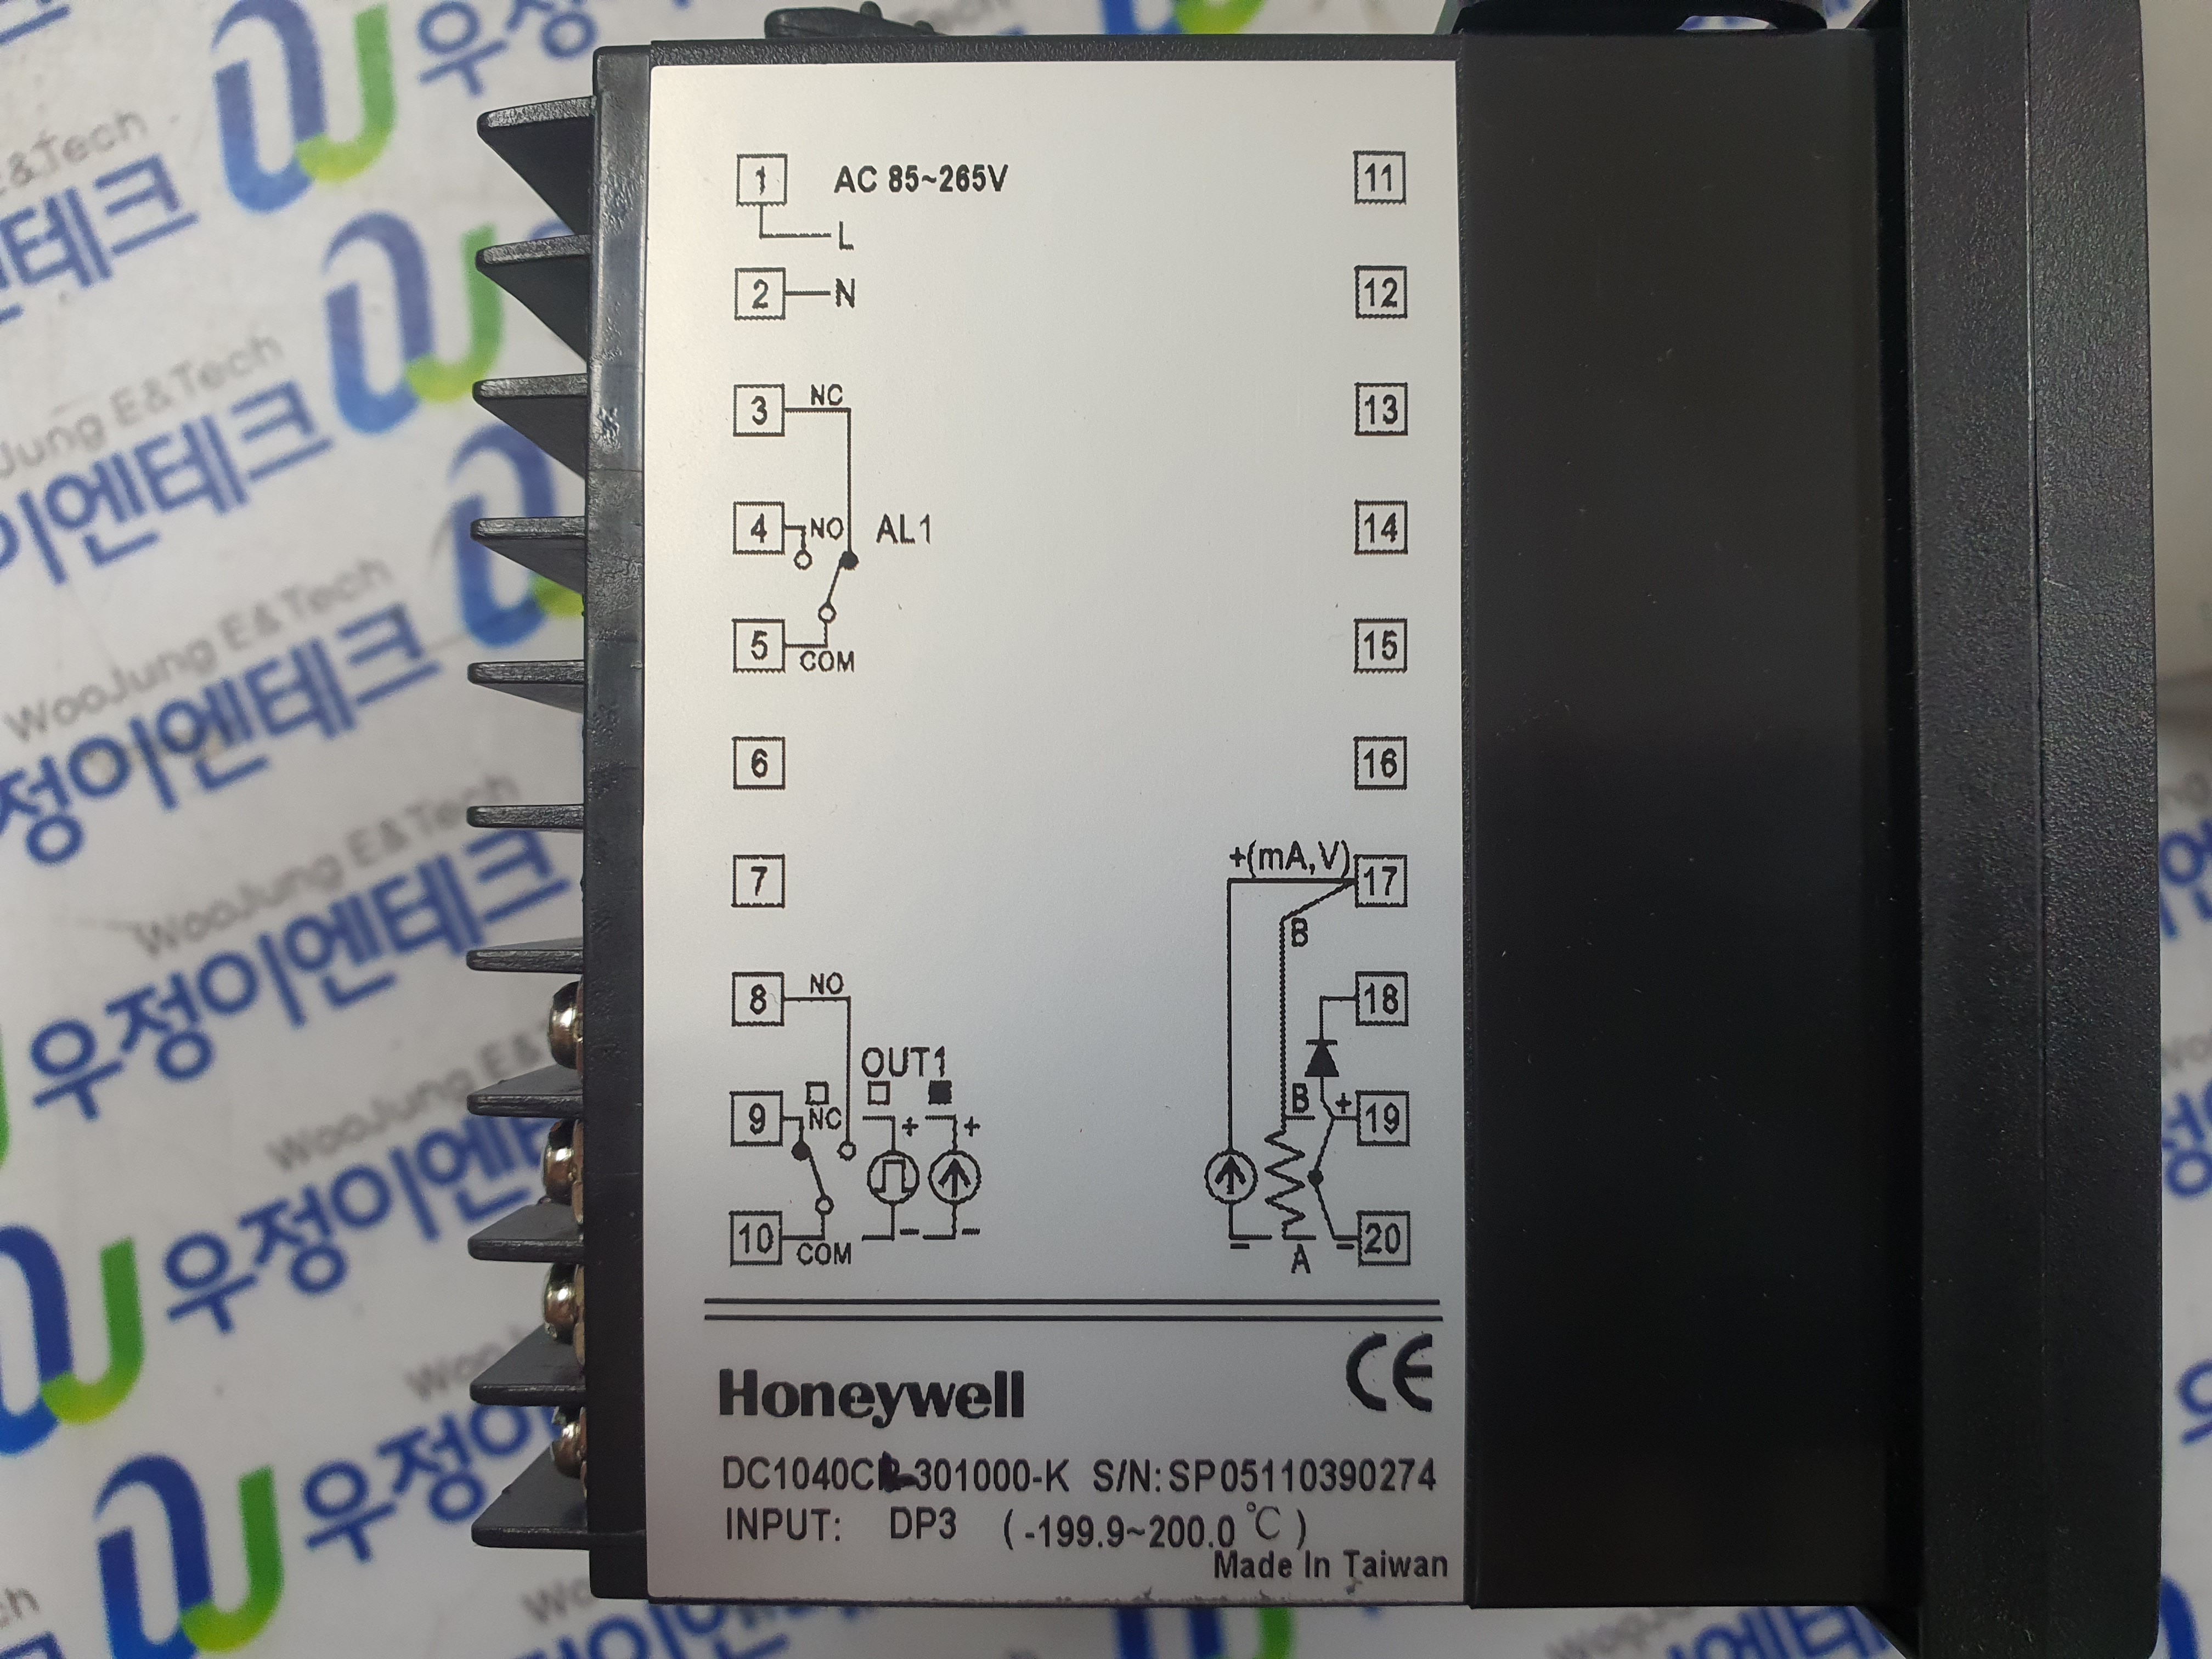 1 AC 85~265V 11
L
2 N 12
3 NC 13
4 NO AL1 14
5 COM 15
6 16
+(mA,V)
7 17
B
8 NO 18
OUT1
9 NC + + B + 19
10 COM - - - A - 20
Honeywell CE
DC1040C -301000-K S/N: SP05110390274
INPUT: DP3 (-199.9~200.0 ℃)
Made In Taiwan
WooJung E&Tech
우정이엔테크